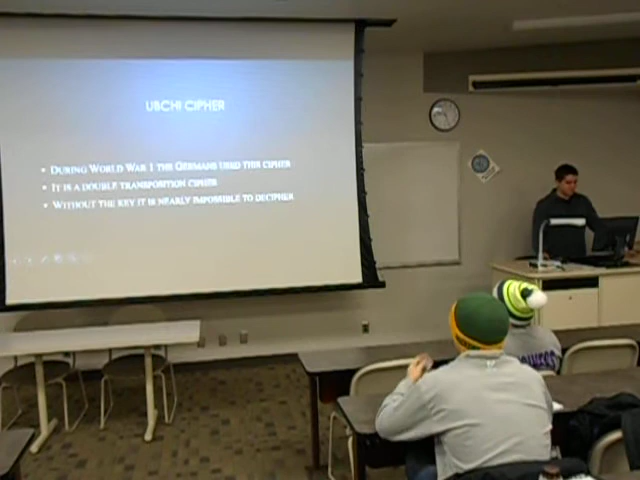 UBCHI CIPHER
• DURING WORLD WAR 1 THE GERMANS USED THIS CIPHER
• IT IS A DOUBLE TRANSPOSITION CIPHER
• WITHOUT THE KEY IT IS NEARLY IMPOSSIBLE TO DECIPHER